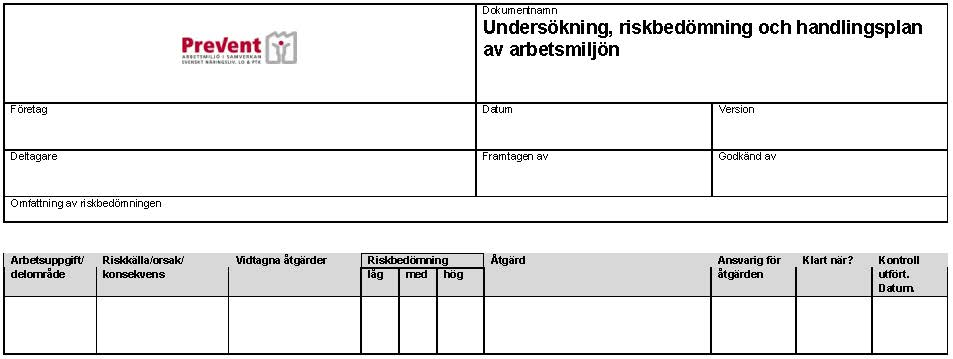 Prevent
ARBETSMILJÖ I SAMVERKAN
SVENSKT NÄRINGSLIV, LO & PTK
Dokumentnamn
Undersökning, riskbedömning och handlingsplan
av arbetsmiljön
Företag
Datum
Version
Deltagare
Framtagen av
Godkänd av
Omfattning av riskbedömningen
Arbetsuppgift/
delområde
Riskkälla/orsak/
konsekvens
Vidtagna åtgärder
Riskbedömning
låg med hög
Åtgärd
Ansvarig för
åtgärden
Klart när?
Kontroll
utfört.
Datum.